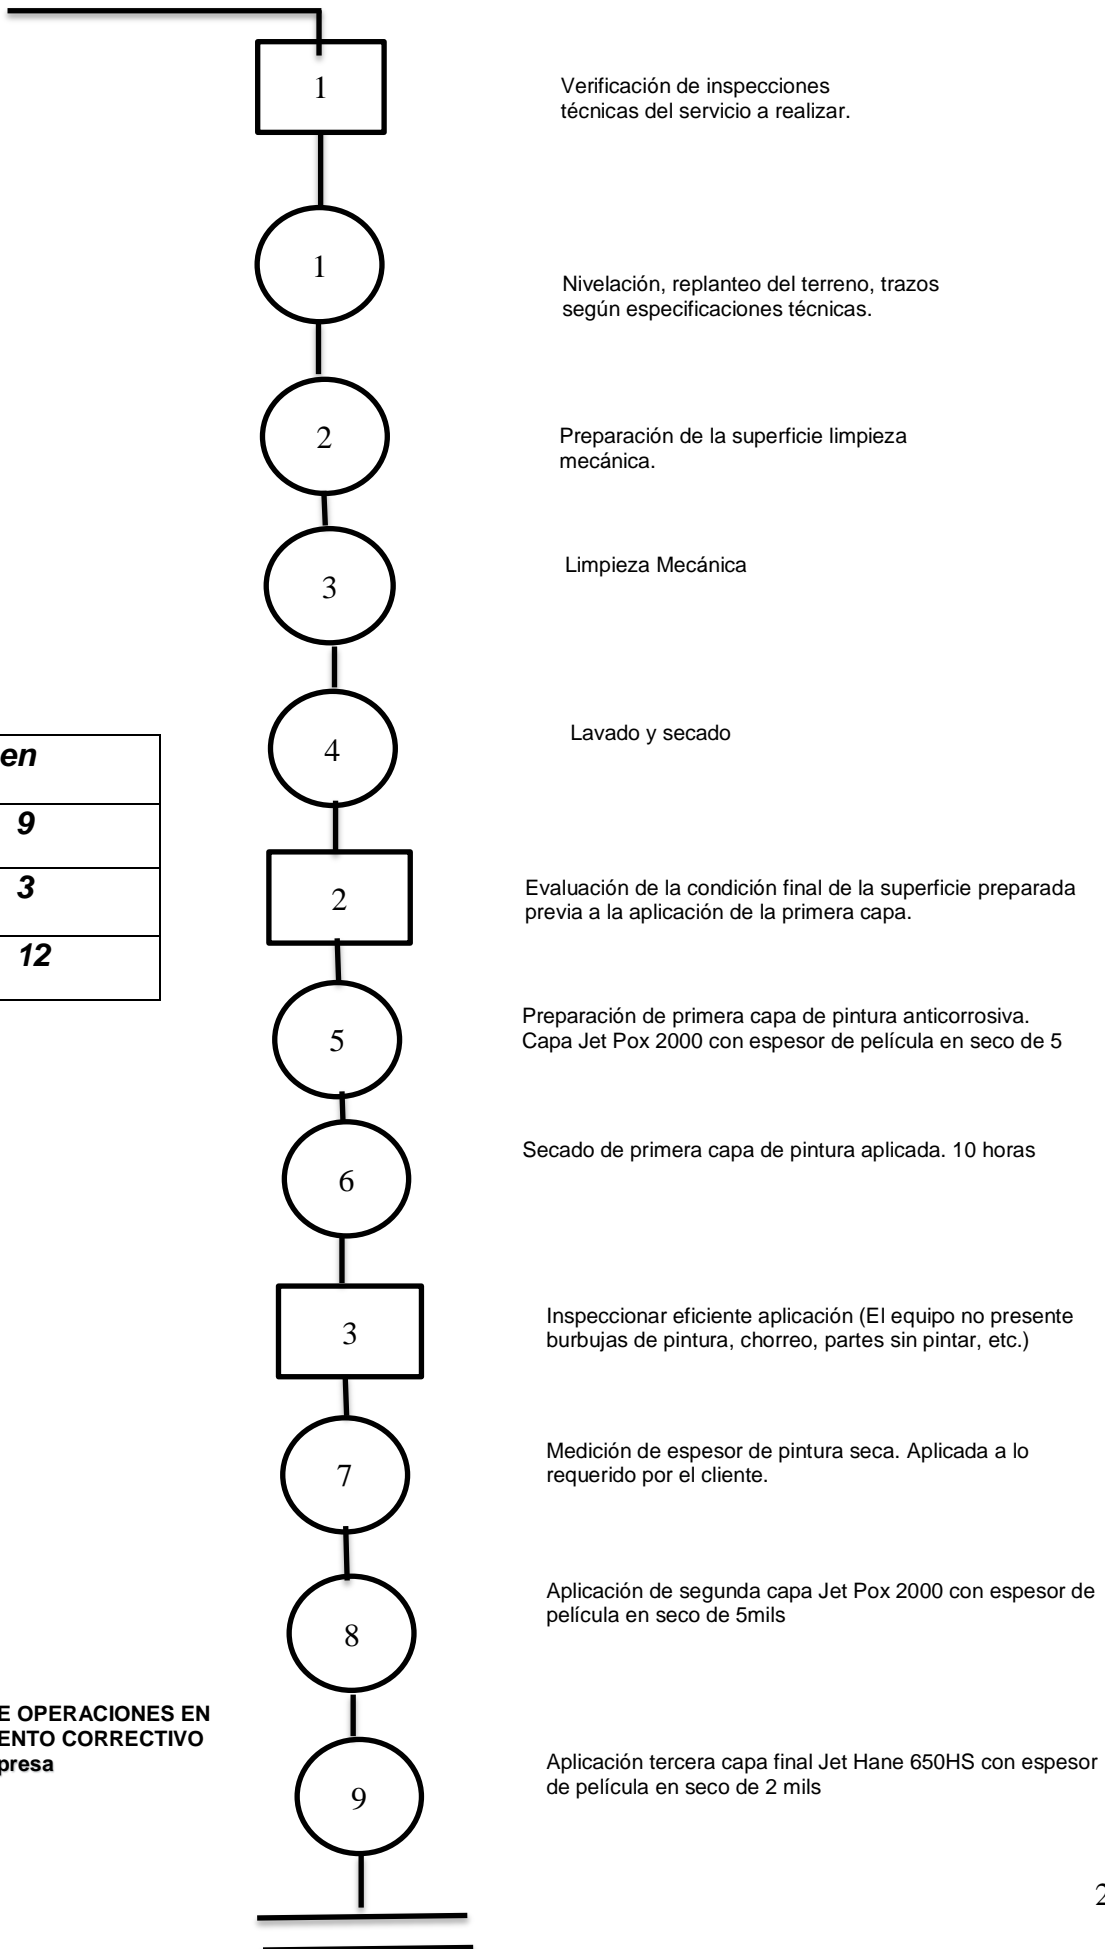 1
Verificación de inspecciones
técnicas del servicio a realizar.
1
Nivelación, replanteo del terreno, trazos
según especificaciones técnicas.
2
Preparación de la superficie limpieza
mecánica.
3
Limpieza Mecánica
4
Lavado y secado
en
9
3
12
2
Evaluación de la condición final de la superficie preparada
previa a la aplicación de la primera capa.
5
Preparación de primera capa de pintura anticorrosiva.
Capa Jet Pox 2000 con espesor de película en seco de 5
6
Secado de primera capa de pintura aplicada. 10 horas
3
Inspeccionar eficiente aplicación (El equipo no presente
burbujas de pintura, chorreo, partes sin pintar, etc.)
7
Medición de espesor de pintura seca. Aplicada a lo
requerido por el cliente.
8
Aplicación de segunda capa Jet Pox 2000 con espesor de
película en seco de 5mils
E OPERACIONES EN
ENTO CORRECTIVO
presa
9
Aplicación tercera capa final Jet Hane 650HS con espesor
de película en seco de 2 mils
2